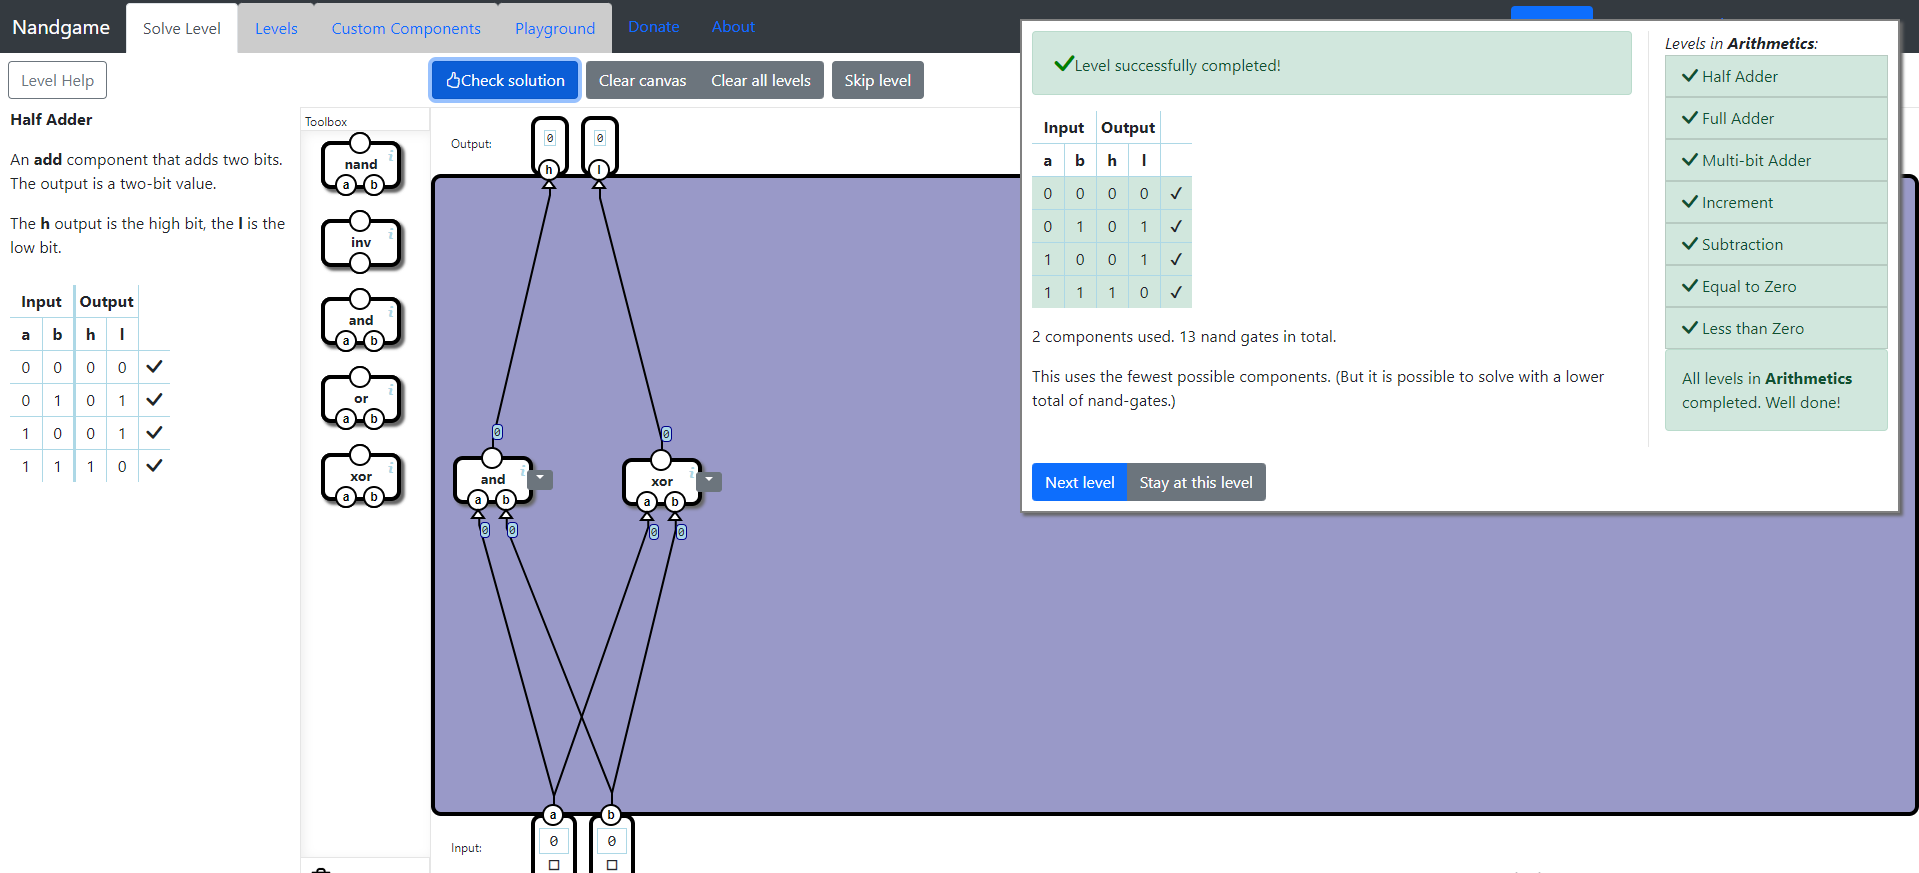 Nandgame
Solve Level
Levels
Custom Components
Playground
Donate
About
Level Help
Check solution
Clear canvas
Clear all levels
Skip level
Half Adder
An add component that adds two bits.
The output is a two-bit value.
The h output is the high bit, the l is the
low bit.
Input Output
a b h l
0 0 0 0 ✓
0 1 0 1 ✓
1 0 0 1 ✓
1 1 1 0 ✓
Toolbox
nand
a b
inv
and
a b
or
a b
xor
a b
Output:
0 0
h l
0 0
and xor
a b a b
0 0 0 0
a b
Input:
0 0
✓Level successfully completed!
Input Output
a b h l
0 0 0 0 ✓
0 1 0 1 ✓
1 0 0 1 ✓
1 1 1 0 ✓
2 components used. 13 nand gates in total.
This uses the fewest possible components. (But it is possible to solve with a lower
total of nand-gates.)
Next level
Stay at this level
Levels in Arithmetics:
✓ Half Adder
✓ Full Adder
✓ Multi-bit Adder
✓ Increment
✓ Subtraction
✓ Equal to Zero
✓ Less than Zero
All levels in Arithmetics
completed. Well done!